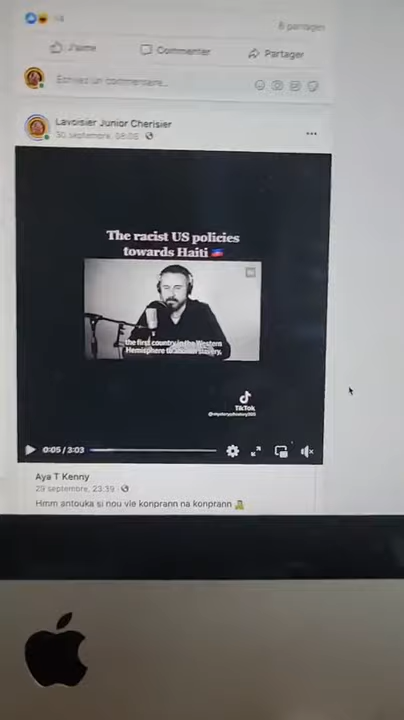 14
8 partages
J'aime
Commenter
Partager
Écrivez un commentaire...
Lavoisier Junior Cherisier
30 septembre, 08:08
The racist US policies
towards Haiti
the first country in the Western
Hemisphere to abolish slavery,
TikTok
0:05 / 3:03
Aya T Kenny
29 septembre, 23:39
Hmm antouka si nou vle konprann na konprann